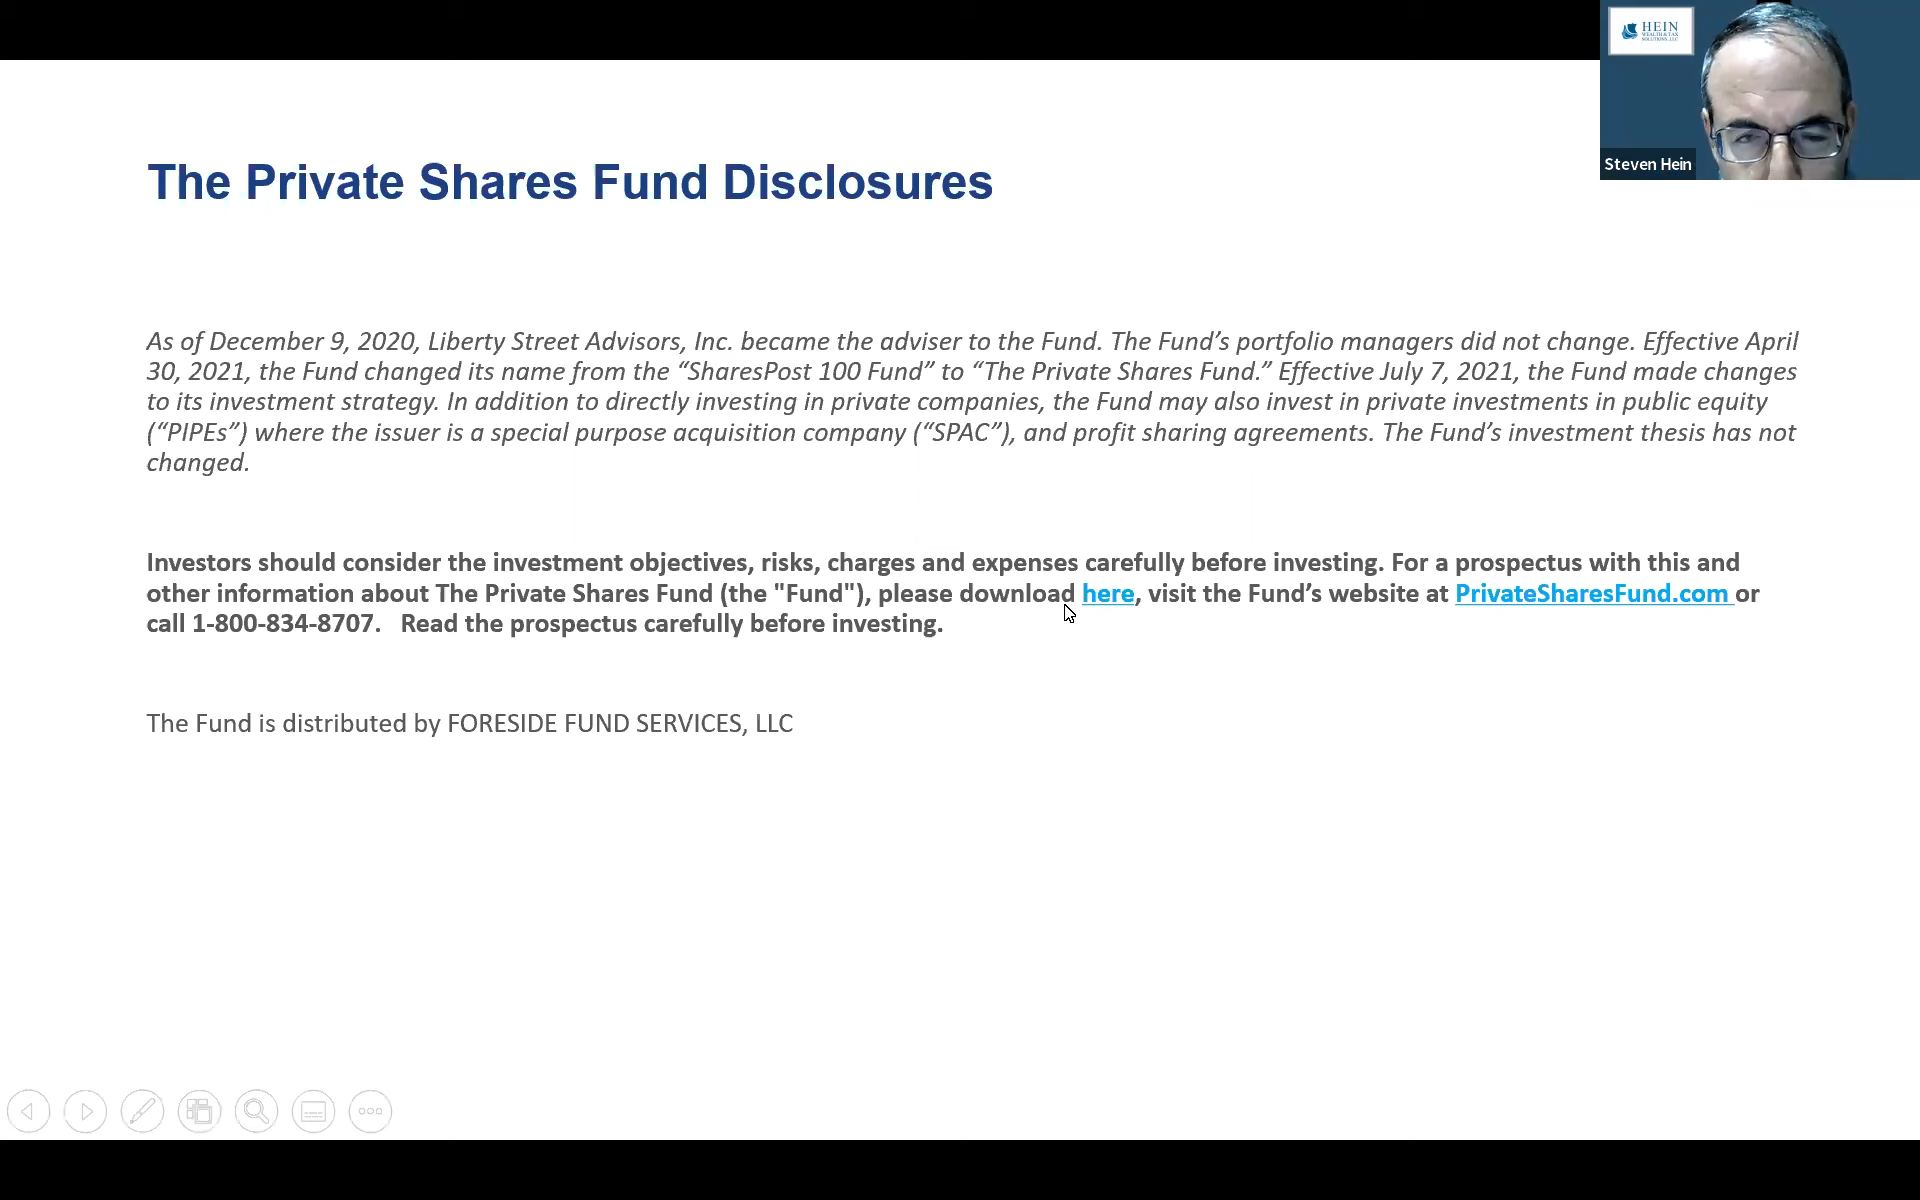 HEIN
WEALTH & TAX
SOLUTIONS, LLC
Steven Hein
The Private Shares Fund Disclosures
As of December 9, 2020, Liberty Street Advisors, Inc. became the adviser to the Fund. The Fund’s portfolio managers did not change. Effective April
30, 2021, the Fund changed its name from the “SharesPost 100 Fund” to “The Private Shares Fund.” Effective July 7, 2021, the Fund made changes
to its investment strategy. In addition to directly investing in private companies, the Fund may also invest in private investments in public equity
(“PIPEs”) where the issuer is a special purpose acquisition company (“SPAC”), and profit sharing agreements. The Fund’s investment thesis has not
changed.
Investors should consider the investment objectives, risks, charges and expenses carefully before investing. For a prospectus with this and
other information about The Private Shares Fund (the "Fund"), please download here, visit the Fund’s website at PrivateSharesFund.com or
call 1-800-834-8707.   Read the prospectus carefully before investing.
The Fund is distributed by FORESIDE FUND SERVICES, LLC